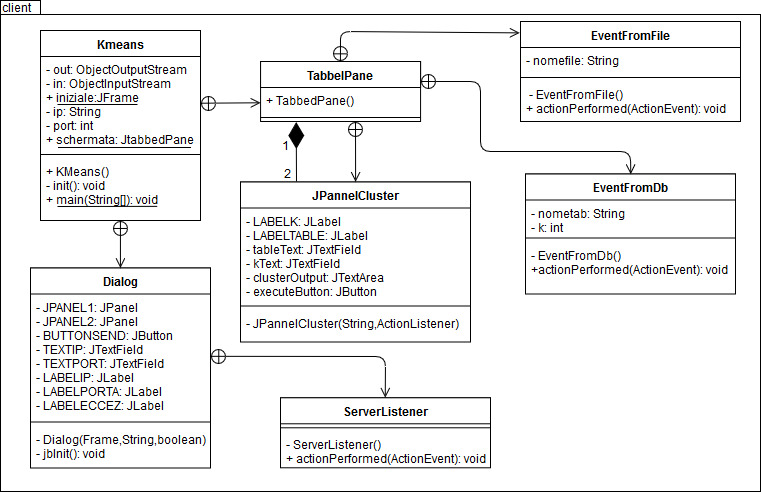 client
Kmeans
- out: ObjectOutputStream
- in: ObjectInputStream
+ iniziale:JFrame
- ip: String
- port: int
+ schermata: JtabbedPane
+ KMeans()
- init(): void
+ main(String[]): void
TabbelPane
+ TabbedPane()
1
2
EventFromFile
- nomefile: String
- EventFromFile()
+ actionPerformed(ActionEvent): void
EventFromDb
- nometab: String
- k: int
- EventFromDb()
+actionPerformed(ActionEvent): void
JPannelCluster
- LABELK: JLabel
- LABELTABLE: JLabel
- tableText: JTextField
- kText: JTextField
- clusterOutput: JTextArea
- executeButton: JButton
- JPannelCluster(String,ActionListener)
Dialog
- JPANEL1: JPanel
- JPANEL2: JPanel
- BUTTONSEND: JButton
- TEXTIP: JTextField
- TEXTPORT: JTextField
- LABELIP: JLabel
- LABELPORTA: JLabel
- LABELECCEZ: JLabel
- Dialog(Frame,String,boolean)
- jbInit(): void
ServerListener
- ServerListener()
+ actionPerformed(ActionEvent): void